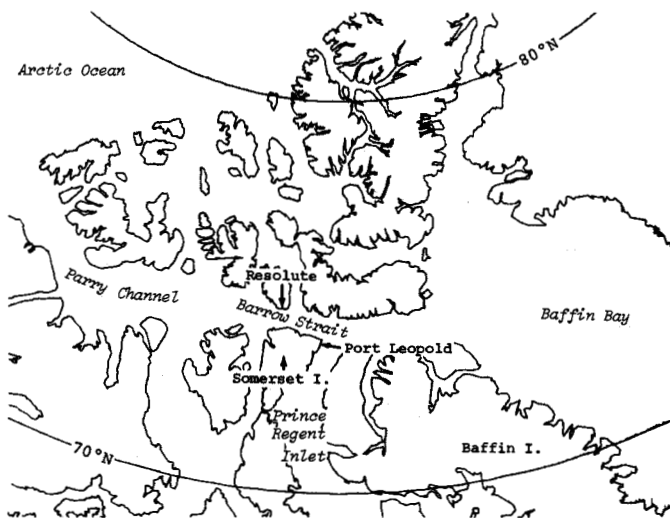 80°N
Arctic Ocean
Resolute
Parry Channel
Barrow Strait
Baffin Bay
Port Leopold
Somerset I.
Prince
Regent
Inlet
Baffin I.
70°N